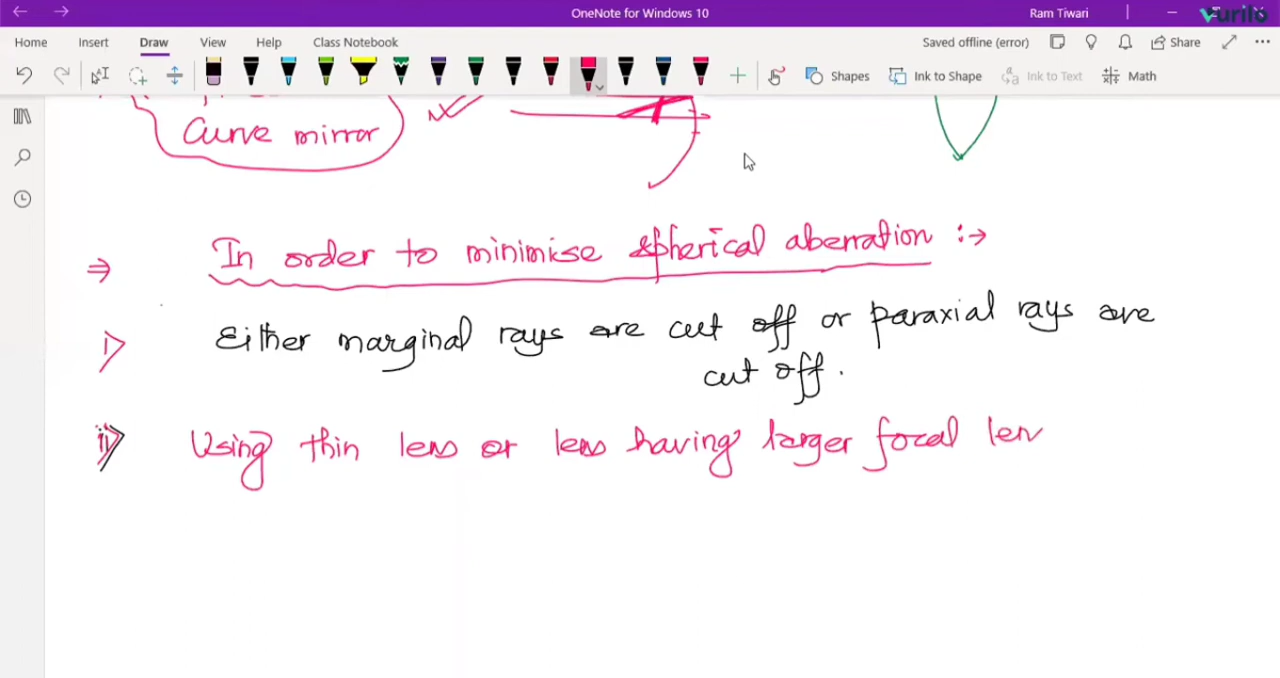 OneNote for Windows 10
Ram Tiwari
Vurilo
Home Insert Draw View Help Class Notebook
Saved offline (error) Share
Shapes Ink to Shape Ink to Text Math
Curve mirror
⇒ In order to minimise spherical aberration :→
i) Either marginal rays are cut off or paraxial rays are
cut off .
ii) Using thin lens or lens having larger focal len